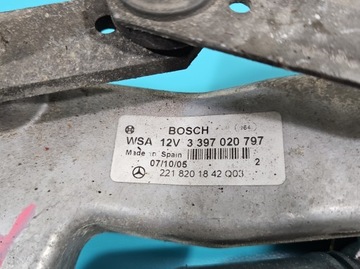 BOSCH
WSA 12V 3 397 020 797
Made in Spain
07/10/05 2
221 820 18 42 Q03